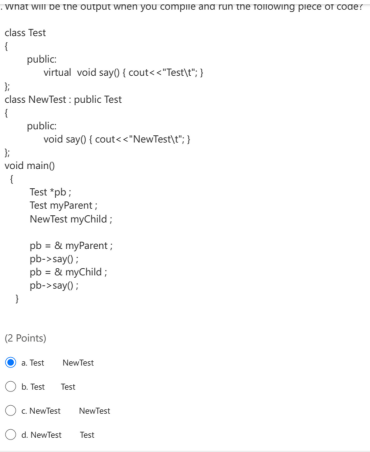 . What will be the output when you compile and run the following piece of code?
class Test
{
public:
virtual void say() { cout<<"Test\t"; }
};
class NewTest : public Test
{
public:
void say() { cout<<"NewTest\t"; }
};
void main()
{
Test *pb ;
Test myParent ;
NewTest myChild ;
pb = & myParent ;
pb->say() ;
pb = & myChild ;
pb->say() ;
}
(2 Points)
a. Test NewTest
b. Test Test
c. NewTest NewTest
d. NewTest Test